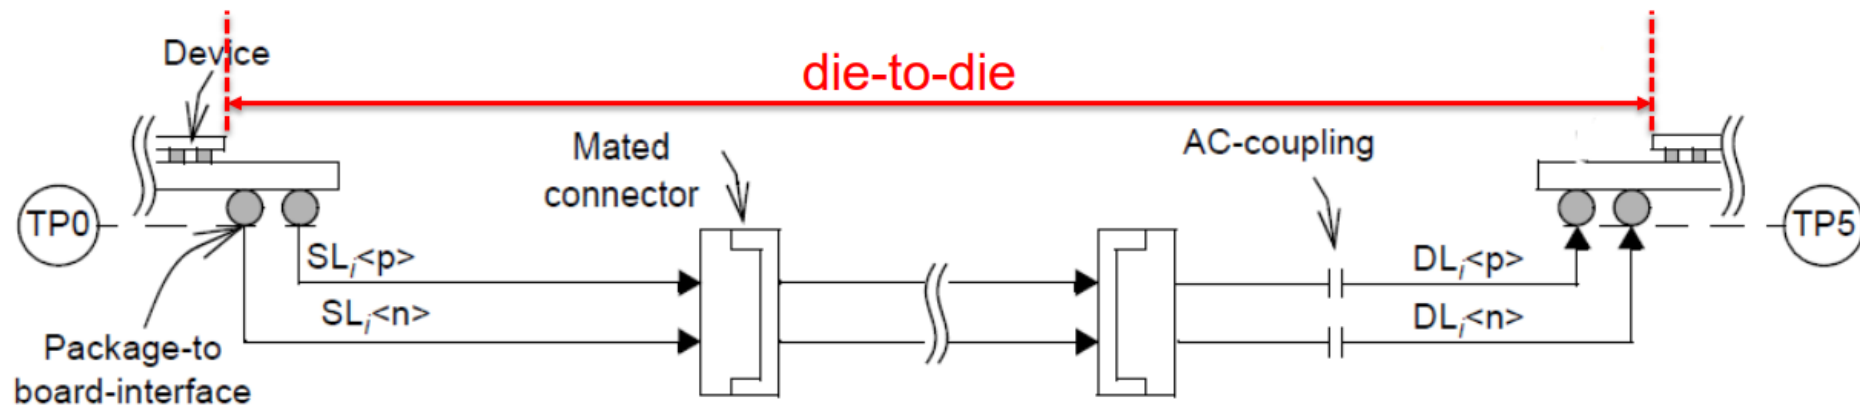 Device
die-to-die
Mated
connector
AC-coupling
TP0
TP5
SLi<p>
DLi<p>
SLi<n>
DLi<n>
Package-to
board-interface